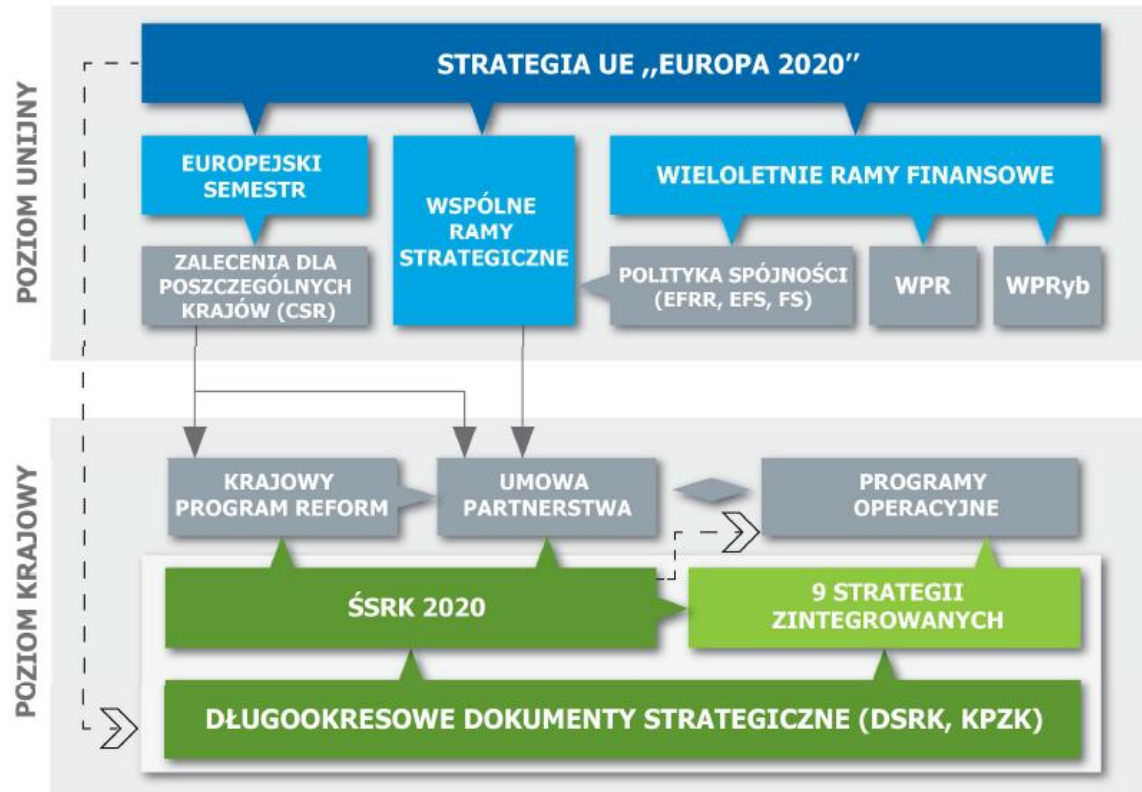 POZIOM UNIJNY
STRATEGIA UE ,,EUROPA 2020”
EUROPEJSKI
SEMESTR
WSPÓLNE
RAMY
STRATEGICZNE
WIELOLETNIE RAMY FINANSOWE
ZALECENIA DLA
POSZCZEGÓLNYCH
KRAJÓW (CSR)
POLITYKA SPÓJNOŚCI
(EFRR, EFS, FS)
WPR
WPRyb
POZIOM KRAJOWY
KRAJOWY
PROGRAM REFORM
UMOWA
PARTNERSTWA
PROGRAMY
OPERACYJNE
ŚSRK 2020
9 STRATEGII
ZINTEGROWANYCH
DŁUGOOKRESOWE DOKUMENTY STRATEGICZNE (DSRK, KPZK)